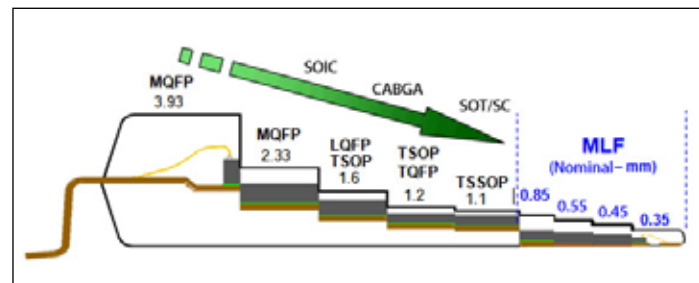 SOIC
CABGA
SOT/SC
MQFP
3.93
MQFP
2.33
LQFP
TSOP
1.6
TSOP
TQFP
1.2
TSSOP
1.1
MLF
(Nominal-mm)
0.85
0.55
0.45
0.35